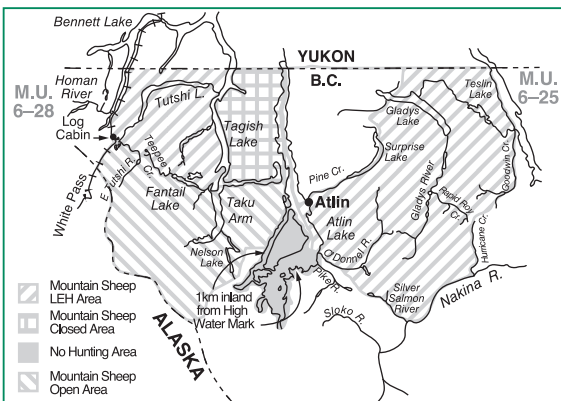 Bennett Lake
YUKON
B.C.
M.U.
6–28
M.U.
6–25
Homan
River
Log
Cabin
Tutshi L.
Teslin
Lake
Gladys
Lake
Tagish
Lake
Surprise
Lake
Pine Cr.
Goodwin Cr.
White Pass
E. Tutshi R.
Teepee
Cr.
Fantail
Lake
Taku
Arm
Atlin
Atlin
Lake
Gladys River
Rapid Roy
Cr.
Hurricane Cr.
O'Donnel R.
Nelson
Lake
1km inland
from High
Water Mark
Pike R.
Sloko R.
Silver
Salmon
River
Nakina R.
ALASKA
Mountain Sheep
LEH Area
Mountain Sheep
Closed Area
No Hunting Area
Mountain Sheep
Open Area